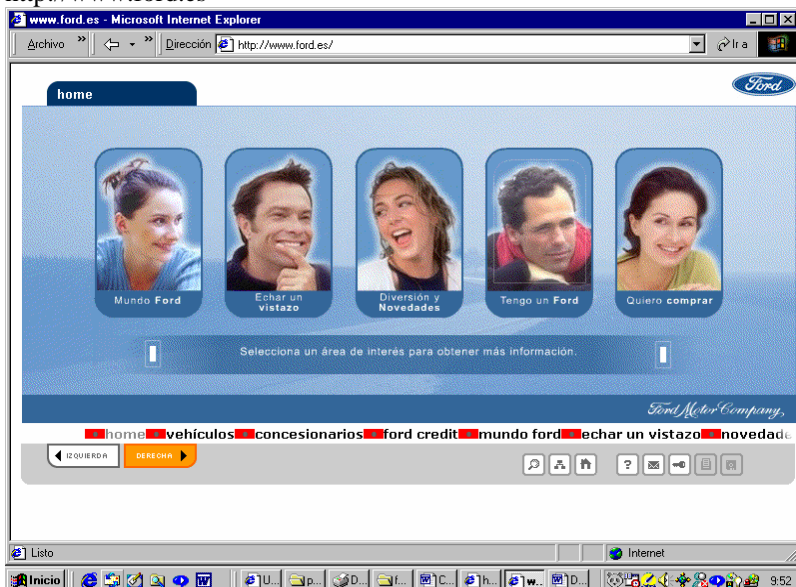 www.ford.es - Microsoft Internet Explorer
Archivo » » Dirección http://www.ford.es/ Ir a
home
Ford
Mundo Ford
Echar un
vistazo
Diversión y
Novedades
Tengo un Ford
Quiero comprar
Selecciona un área de interés para obtener más información.
Ford Motor Company,
home vehículos concesionarios ford credit mundo ford echar un vistazo novedade
IZQUIERDA DERECHA
?
Listo Internet
Inicio U... p... D... f... C... h... w... D... 9:52